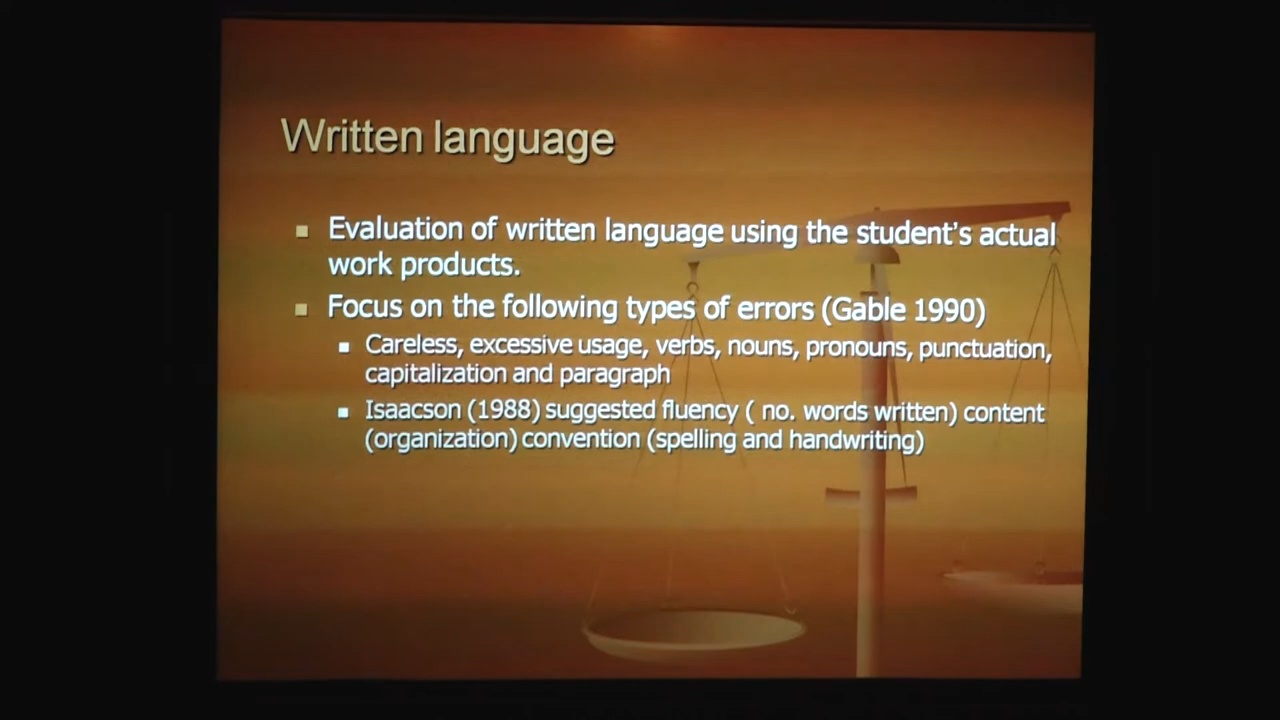 Written language
Evaluation of written language using the student's actual
work products.
Focus on the following types of errors (Gable 1990)
Careless, excessive usage, verbs, nouns, pronouns, punctuation,
capitalization and paragraph
Isaacson (1988) suggested fluency ( no. words written) content
(organization) convention (spelling and handwriting)